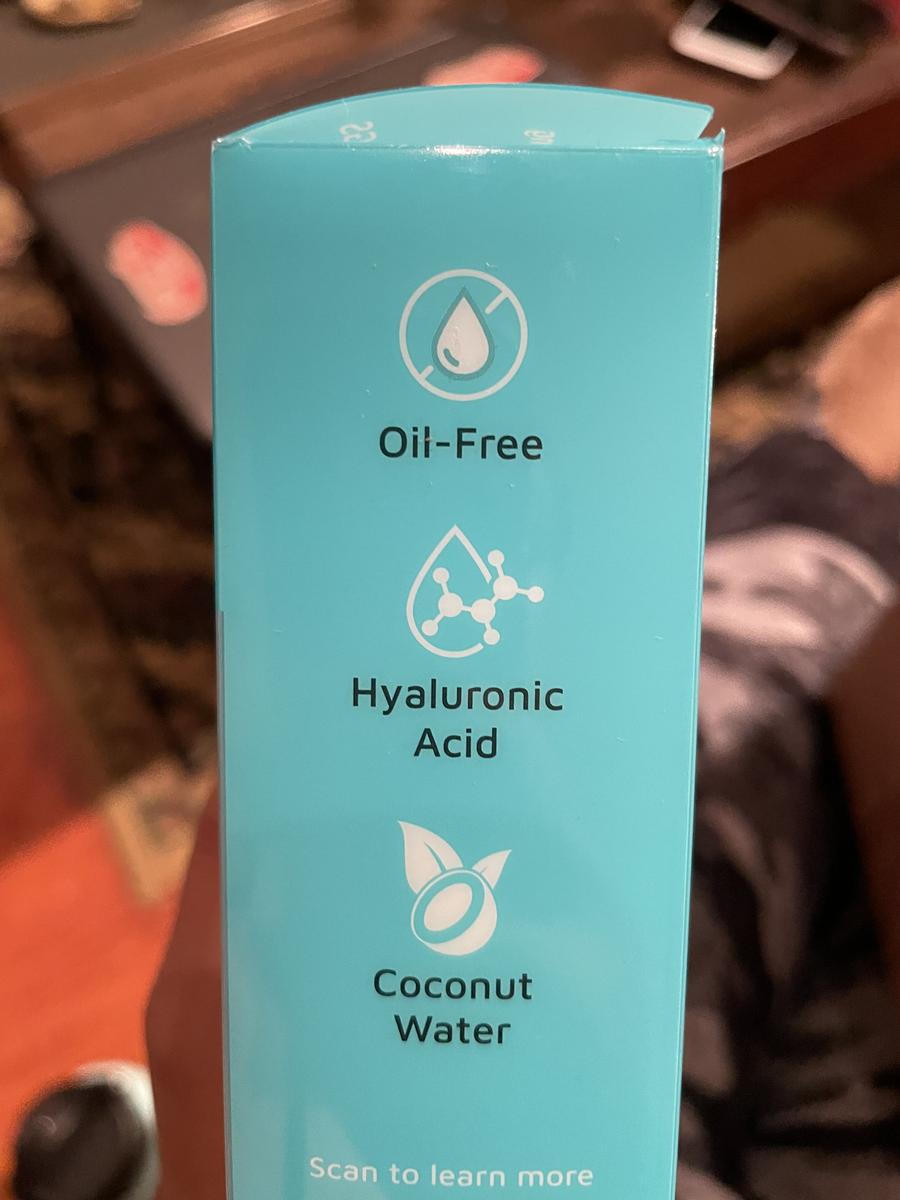 Oil-Free
Hyaluronic
Acid
Coconut
Water
Scan to learn more